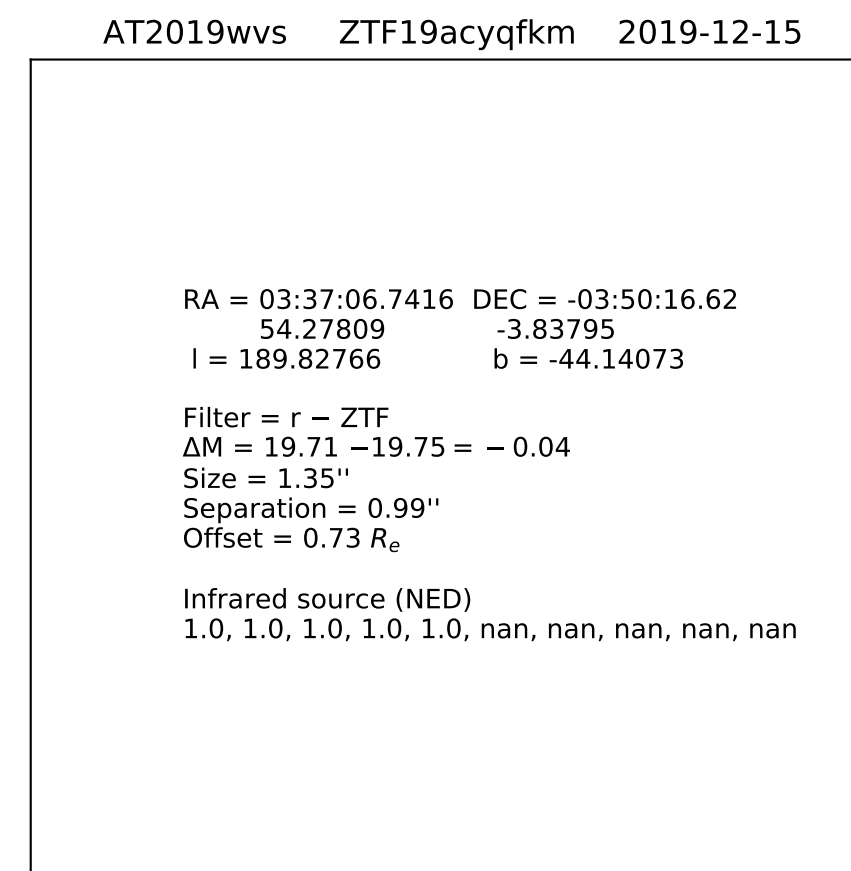 AT2019wvs ZTF19acyqfkm 2019-12-15
RA = 03:37:06.7416 DEC = -03:50:16.62
54.27809 -3.83795
l = 189.82766 b = -44.14073
Filter = r − ZTF
ΔM = 19.71 −19.75 = − 0.04
Size = 1.35''
Separation = 0.99''
Offset = 0.73 Re
Infrared source (NED)
1.0, 1.0, 1.0, 1.0, 1.0, nan, nan, nan, nan, nan